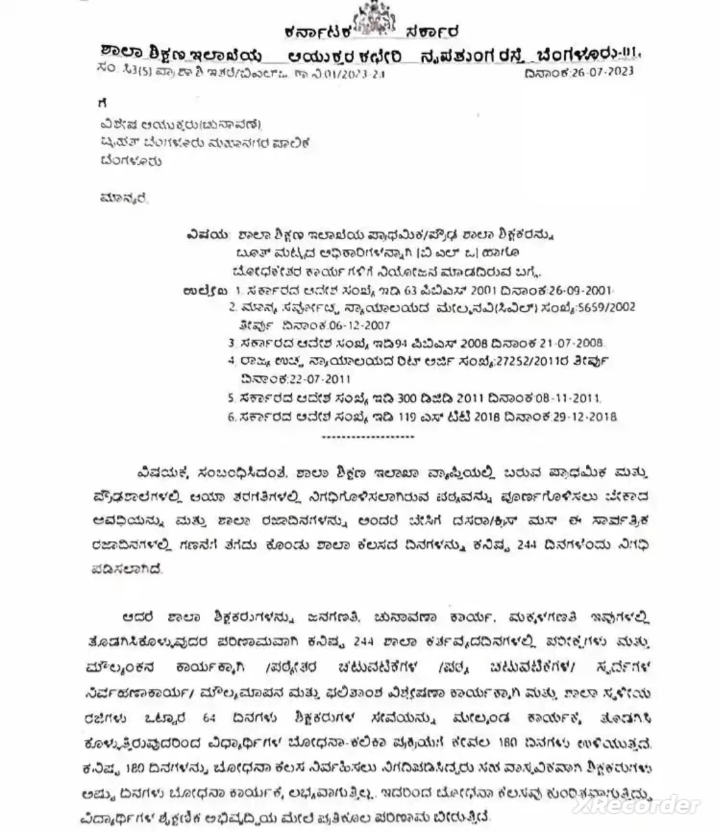 ಕರ್ನಾಟಕ ಸರ್ಕಾರ
ಶಾಲಾ ಶಿಕ್ಷಣ ಇಲಾಖೆಯ ಆಯುಕ್ತರ ಕಛೇರಿ ನೃಪತುಂಗ ರಸ್ತೆ ಬೆಂಗಳೂರು-01.
ದಿನಾಂಕ:26-07-2023
ಗೆ
ವಿಶೇಷ ಆಯುಕ್ತರು(ಚುನಾವಣೆ)
ಬೃಹತ್ ಬೆಂಗಳೂರು ಮಹಾನಗರ ಪಾಲಿಕೆ
ಬೆಂಗಳೂರು
ಮಾನ್ಯರೆ,
ವಿಷಯ: ಶಾಲಾ ಶಿಕ್ಷಣ ಇಲಾಖೆಯ ಪ್ರಾಥಮಿಕ/ಪ್ರೌಢ ಶಾಲಾ ಶಿಕ್ಷಕರನ್ನು
ಬೂತ್ ಮಟ್ಟದ ಅಧಿಕಾರಿಗಳನ್ನಾಗಿ (ಬಿ ಎಲ್ ಒ) ಹಾಗೂ
ಬೋಧಕೇತರ ಕಾರ್ಯಗಳಿಗೆ ನಿಯೋಜನೆ ಮಾಡದಿರುವ ಬಗ್ಗೆ.
ಉಲ್ಲೇಖ 1. ಸರ್ಕಾರದ ಆದೇಶ ಸಂಖ್ಯೆ ಇಡಿ 63 ಪಿಬಿಎಸ್ 2001 ದಿನಾಂಕ:26-09-2001
2. ಮಾನ್ಯ ಸರ್ವೋಚ್ಚ ನ್ಯಾಯಾಲಯದ ಮೇಲ್ಮನವಿ(ಸಿವಿಲ್) ಸಂಖ್ಯೆ:5659/2002
ತೀರ್ಪು ದಿನಾಂಕ:06-12-2007
3 ಸರ್ಕಾರದ ಆದೇಶ ಸಂಖ್ಯೆ ಇಡಿ94 ಪಿಬಿಎಸ್ 2008 ದಿನಾಂಕ 21-07-2008.
4 ರಾಜ್ಯ ಉಚ್ಚ ನ್ಯಾಯಾಲಯದ ರಿಟ್ ಅರ್ಜಿ ಸಂಖ್ಯೆ:27252/2011ರ ತೀರ್ಪು
ದಿನಾಂಕ:22-07-2011
5. ಸರ್ಕಾರದ ಆದೇಶ ಸಂಖ್ಯೆ ಇಡಿ 300 ಡಿಜಿಡಿ 2011 ದಿನಾಂಕ:08-11-2011.
6. ಸರ್ಕಾರದ ಆದೇಶ ಸಂಖ್ಯೆ ಇಡಿ 119 ಎಸ್ ಟಿಬಿ 2018 ದಿನಾಂಕ:29-12-2018
-------------------
ವಿಷಯಕ್ಕೆ ಸಂಬಂಧಿಸಿದಂತೆ, ಶಾಲಾ ಶಿಕ್ಷಣ ಇಲಾಖಾ ವ್ಯಾಪ್ತಿಯಲ್ಲಿ ಬರುವ ಪ್ರಾಥಮಿಕ ಮತ್ತು
ಪ್ರೌಢಶಾಲೆಗಳಲ್ಲಿ ಆಯಾ ತರಗತಿಗಳಲ್ಲಿ ನಿಗಧಿಗೊಳಿಸಲಾಗಿರುವ ಪಠ್ಯವನ್ನು ಪೂರ್ಣಗೊಳಿಸಲು ಬೇಕಾದ
ಅವಧಿಯನ್ನು ಮತ್ತು ಶಾಲಾ ರಜಾದಿನಗಳನ್ನು ಅಂದರೆ ಬೇಸಿಗೆ ದಸರಾ/ಕ್ರಿಸ್ ಮಸ್ ಈ ಸಾರ್ವತ್ರಿಕ
ರಜಾದಿನಗಳಲ್ಲಿ ಗಣನೆಗೆ ತೆಗೆದು ಕೊಂಡು ಶಾಲಾ ಕೆಲಸದ ದಿನಗಳನ್ನು ಕನಿಷ್ಠ 244 ದಿನಗಳೆಂದು ನಿಗಧಿ
ಪಡಿಸಲಾಗಿದೆ.
ಆದರೆ ಶಾಲಾ ಶಿಕ್ಷಕರುಗಳನ್ನು ಜನಗಣತಿ, ಚುನಾವಣಾ ಕಾರ್ಯ, ಮಕ್ಕಳಗಣತಿ ಇವುಗಳಲ್ಲಿ
ತೊಡಗಿಸಿಕೊಳ್ಳುವುದರ ಪರಿಣಾಮವಾಗಿ ಕನಿಷ್ಠ 244 ಶಾಲಾ ಕರ್ತವ್ಯದದಿನಗಳಲ್ಲಿ ಪರೀಕ್ಷೆಗಳು ಮತ್ತು
ಮೌಲ್ಯಂಕನ ಕಾರ್ಯಕ್ಕಾಗಿ /ಪಠ್ಯೇತರ ಚಟುವಟಿಕೆಗಳ /ಪಠ್ಯ ಚಟುವಟಿಕೆಗಳ/ ಸ್ಪರ್ದೆಗಳ
ನಿರ್ವಹಣಾಕಾರ್ಯ/ ಮೌಲ್ಯಮಾಪನ ಮತ್ತು ಫಲಿತಾಂಶ ವಿಶ್ಲೇಷಣಾ ಕಾರ್ಯಕ್ಕಾಗಿ ಮತ್ತು ಶಾಲಾ ಸ್ಥಳೀಯ
ರಜೆಗಳು ಒಟ್ಟಾರೆ 64 ದಿನಗಳು ಶಿಕ್ಷಕರುಗಳ ಸೇವೆಯನ್ನು ಮೇಲ್ಕಂಡ ಕಾರ್ಯಕ್ಕೆ ತೊಡಗಿಸಿ
ಕೊಳ್ಳುತ್ತಿರುವುದರಿಂದ ವಿಧ್ಯಾರ್ಥಿಗಳ ಬೋಧನಾ-ಕಲಿಕಾ ಪ್ರಕ್ರಿಯೆಗೆ ಕೇವಲ 180 ದಿನಗಳು ಉಳಿಯುತ್ತದೆ.
ಕನಿಷ್ಠ 180 ದಿನಗಳನ್ನು ಬೋಧನಾ ಕೆಲಸ ನಿರ್ವಹಿಸಲು ನಿಗದಿಪಡಿಸಿದ್ದರು ಸಹ ವಾಸ್ತವಿಕವಾಗಿ ಶಿಕ್ಷಕರುಗಳು
ಅಷ್ಟು ದಿನಗಳು ಬೋಧನಾ ಕಾರ್ಯಕ್ಕೆ ಲಭ್ಯವಾಗುತ್ತಿಲ್ಲ. ಇದರಿಂದ ಬೋಧನಾ ಕೆಲಸವು ಕುಂಠಿತವಾಗುತ್ತಿದ್ದು
ವಿದ್ಯಾರ್ಥಿಗಳ ಶೈಕ್ಷಣಿಕ ಅಭಿವೃದ್ಧಿಯ ಮೇಲೆ ಪ್ರತಿಕೂಲ ಪರಿಣಾಮ ಬೀರುತ್ತಿದೆ.
XRecorder